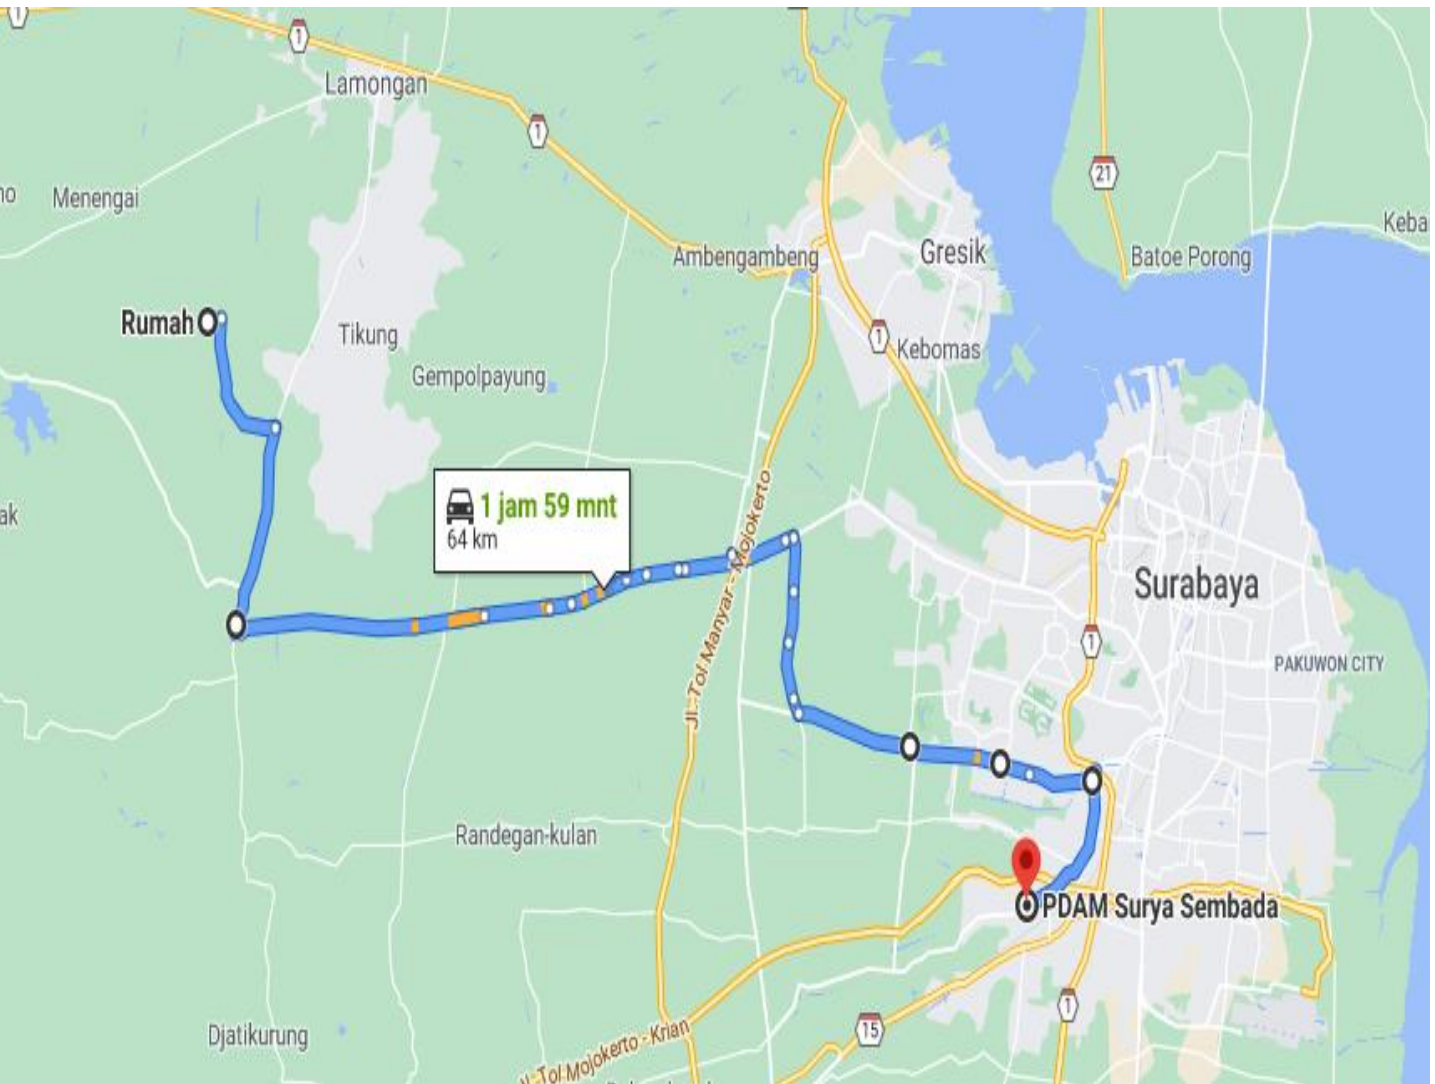 1
1
Lamongan
1
Menengai
21
Keba
Ambengambeng
Gresik
Batoe Porong
Rumah
Tikung
1
Kebomas
Gempolpayung
1 jam 59 mnt
64 km
ak
Jl. Tol Manyar - Mojokerto
Surabaya
1
PAKUWON CITY
Randegan-kulan
PDAM Surya Sembada
1
15
Djatikurung
Tol Mojokerto - Krian